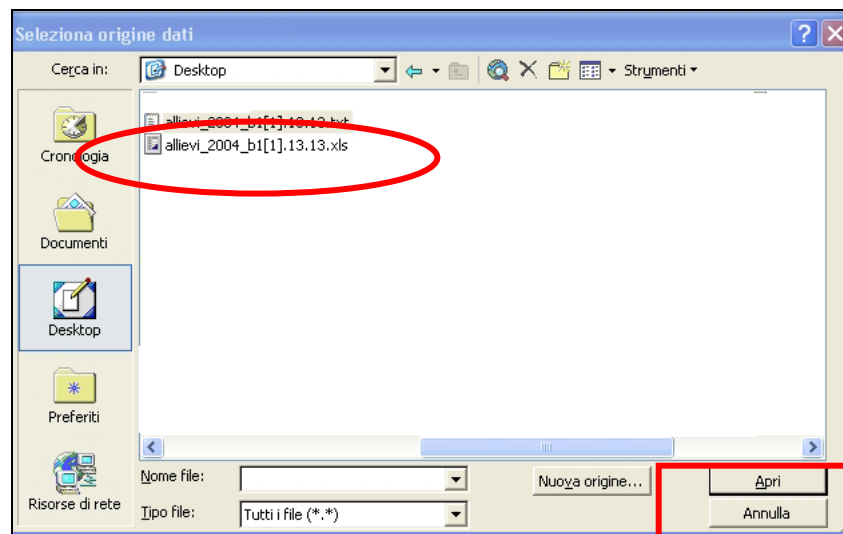 Seleziona origine dati
Cerca in:
Desktop
Strumenti
allievi_2004_b1[1].13.13.txt
allievi_2004_b1[1].13.13.xls
Cronologia
Documenti
Desktop
Preferiti
Risorse di rete
Nome file:
Nuova origine...
Apri
Tipo file:
Tutti i file (*.*)
Annulla